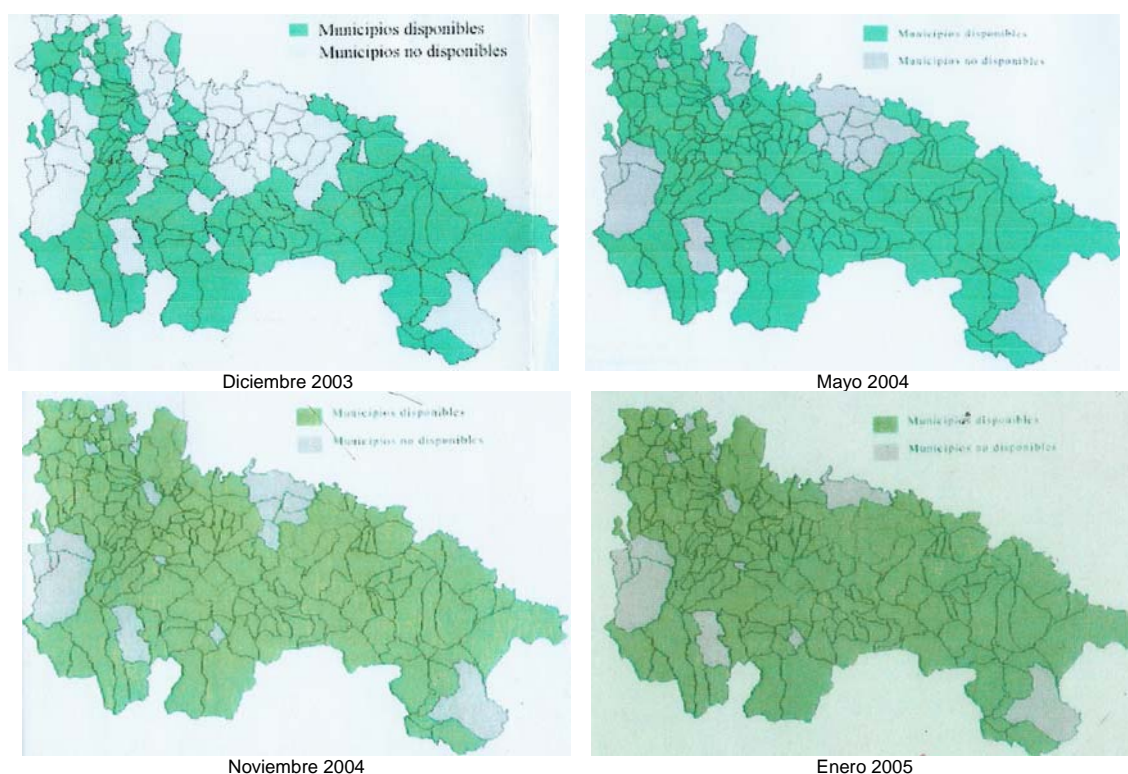 Municipios disponibles
Municipios no disponibles
Municipios disponibles
Municipios no disponibles
Diciembre 2003
Mayo 2004
Municipios disponibles
Municipios no disponibles
Municipios disponibles
Municipios no disponibles
Noviembre 2004
Enero 2005